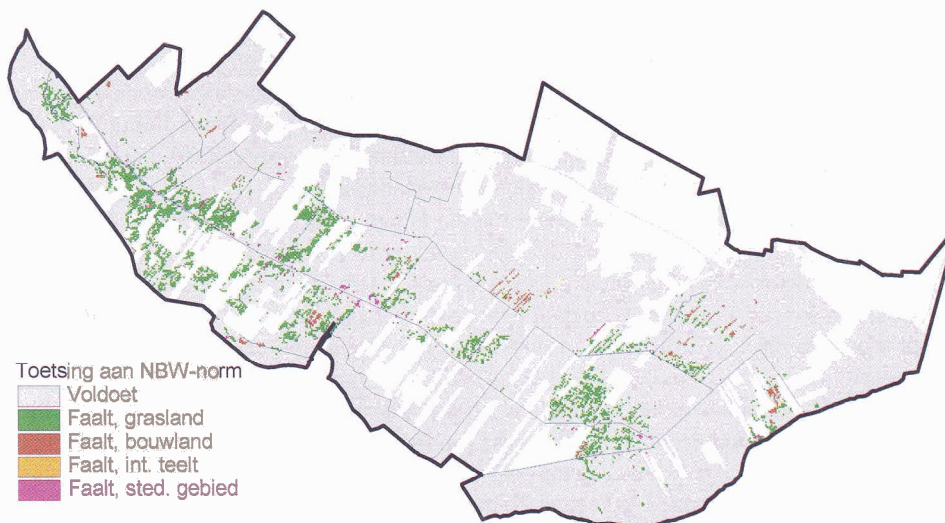 Toetsing aan NBW-norm
Voldoet
Faalt, grasland
Faalt, bouwland
Faalt, int. teelt
Faalt, sted. gebied